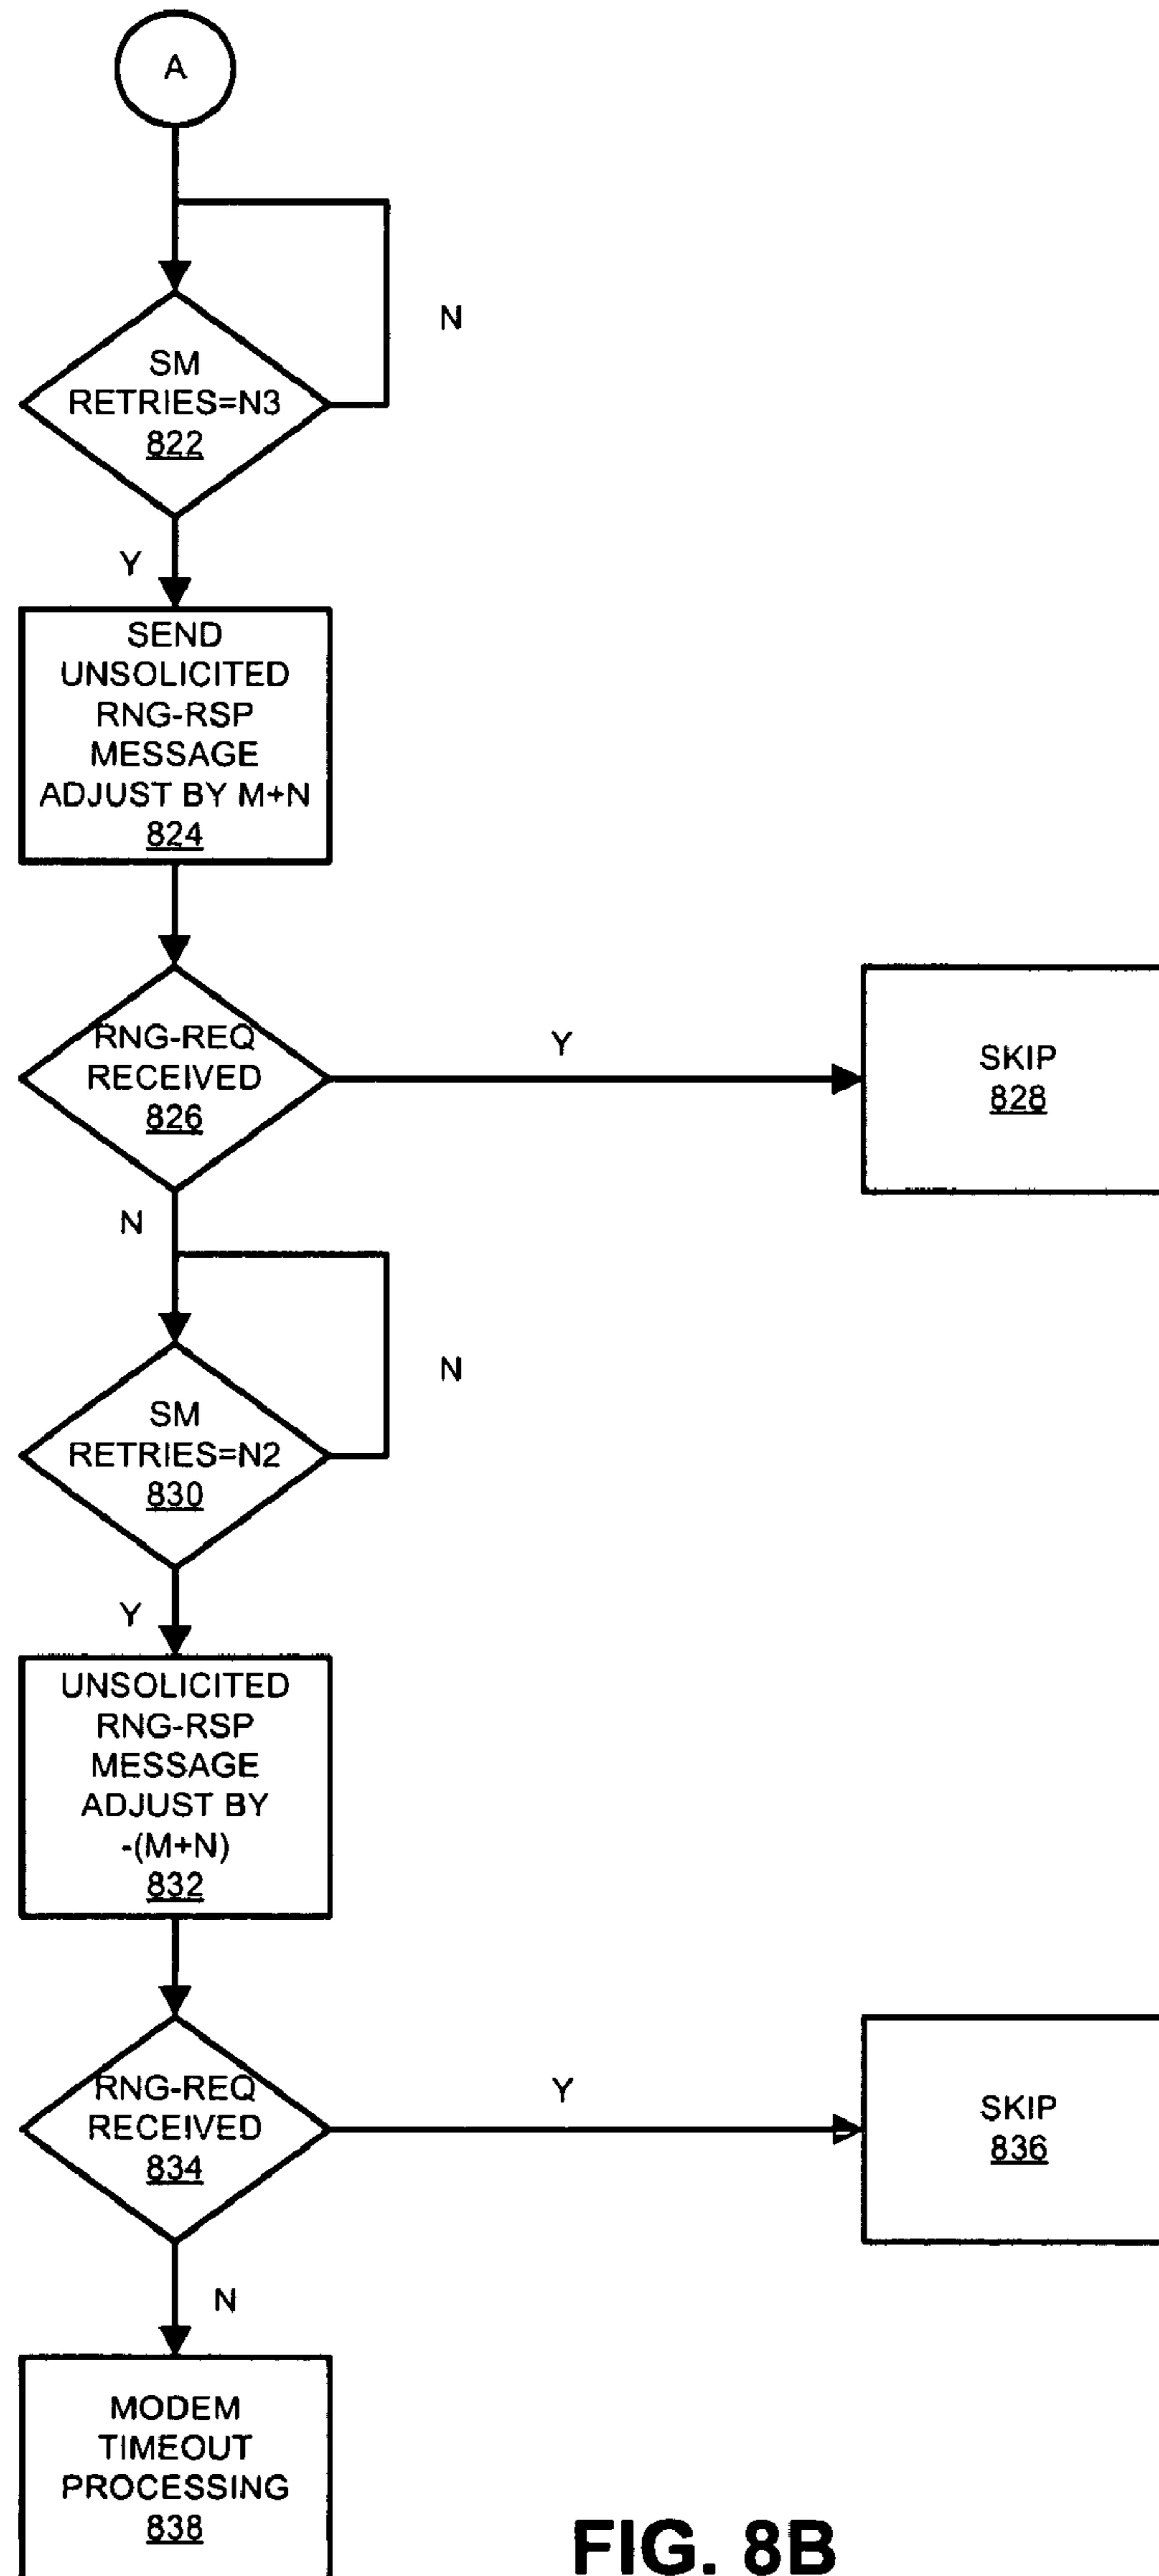 A
SM
RETRIES=N3
822
N
Y
SEND
UNSOLICITED
RNG-RSP
MESSAGE
ADJUST BY M+N
824
RNG-REQ
RECEIVED
826
Y
SKIP
828
N
SM
RETRIES=N2
830
N
Y
UNSOLICITED
RNG-RSP
MESSAGE
ADJUST BY
-(M+N)
832
RNG-REQ
RECEIVED
834
Y
SKIP
836
N
MODEM
TIMEOUT
PROCESSING
838
FIG. 8B